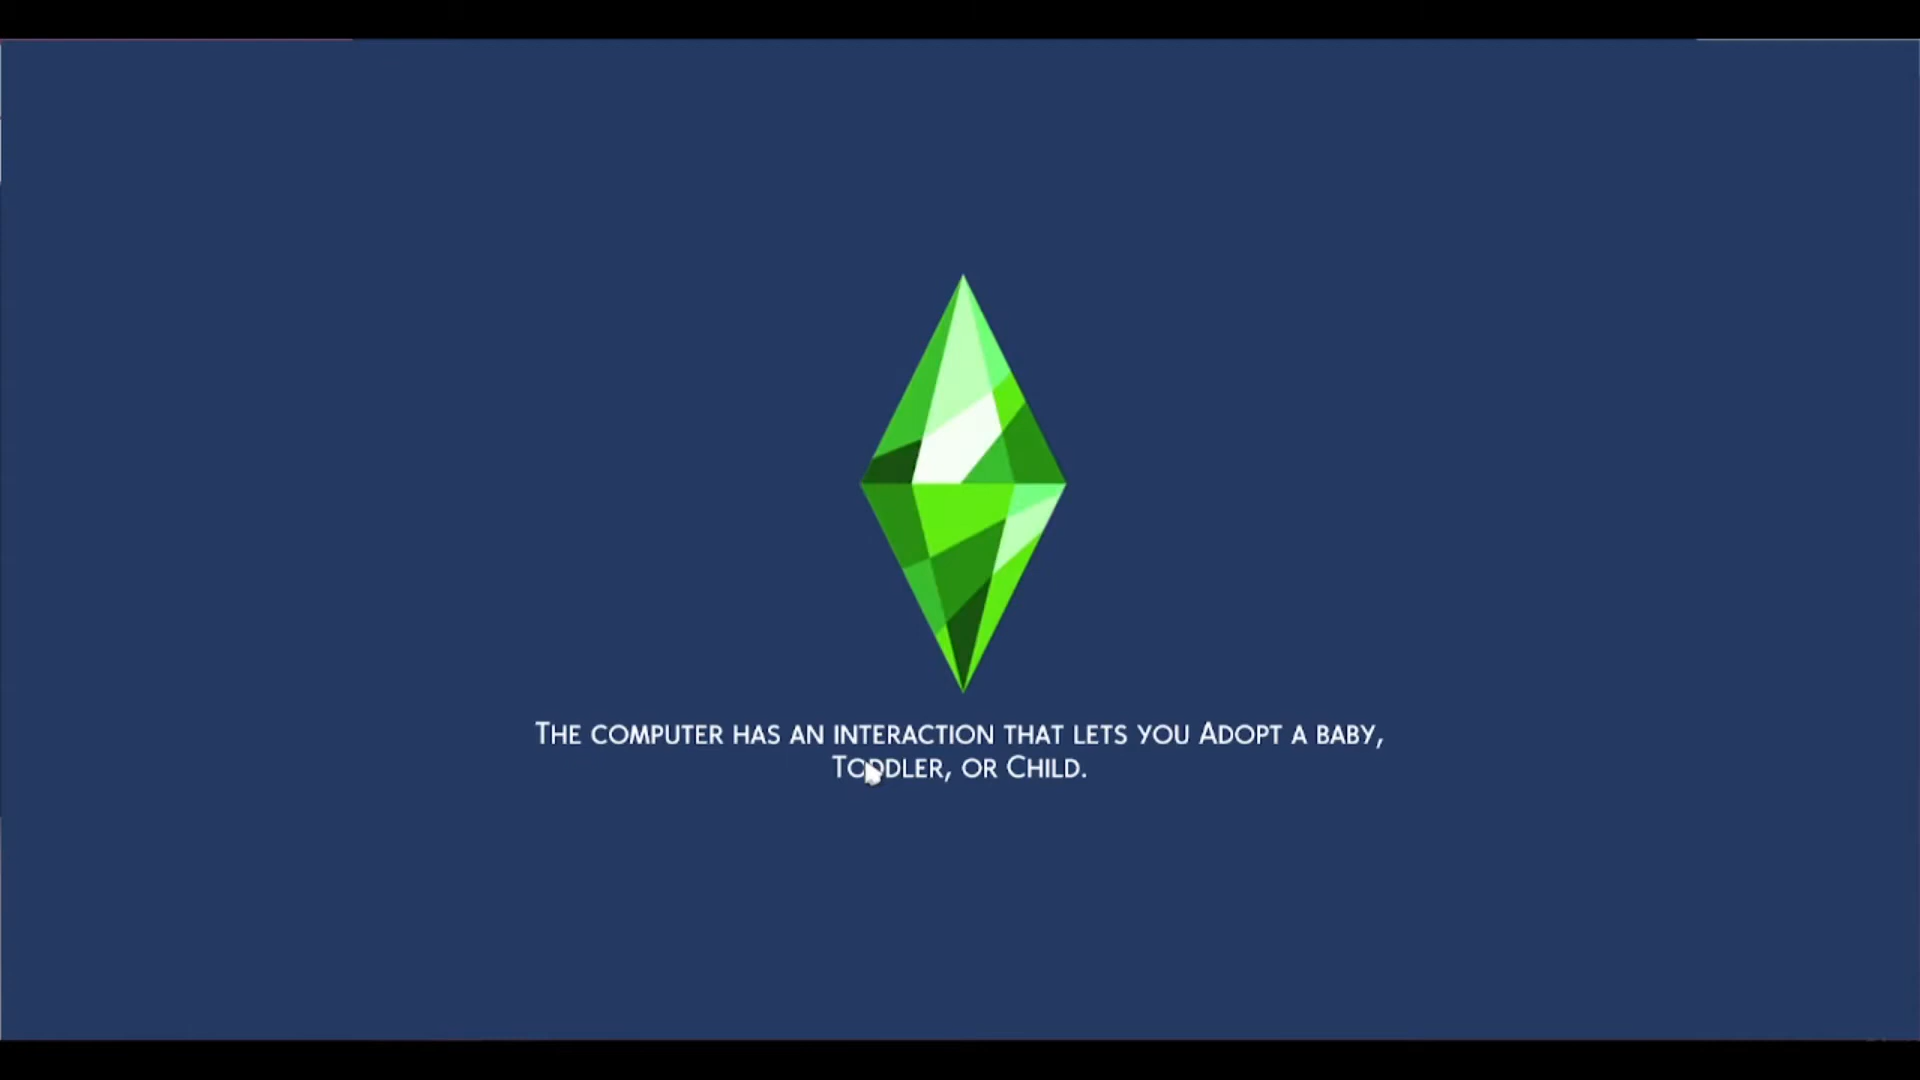 The computer has an interaction that lets you Adopt a baby,
Toddler, or Child.